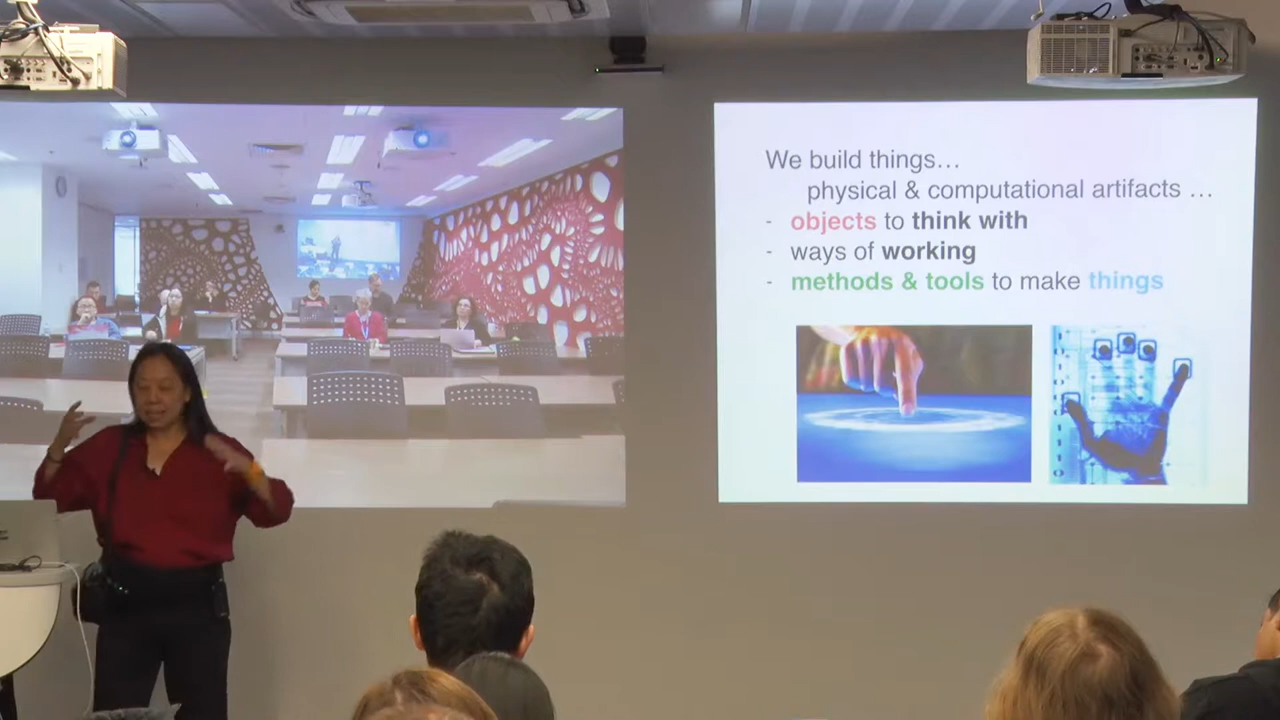 We build things…
physical & computational artifacts …
- objects to think with
- ways of working
- methods & tools to make things